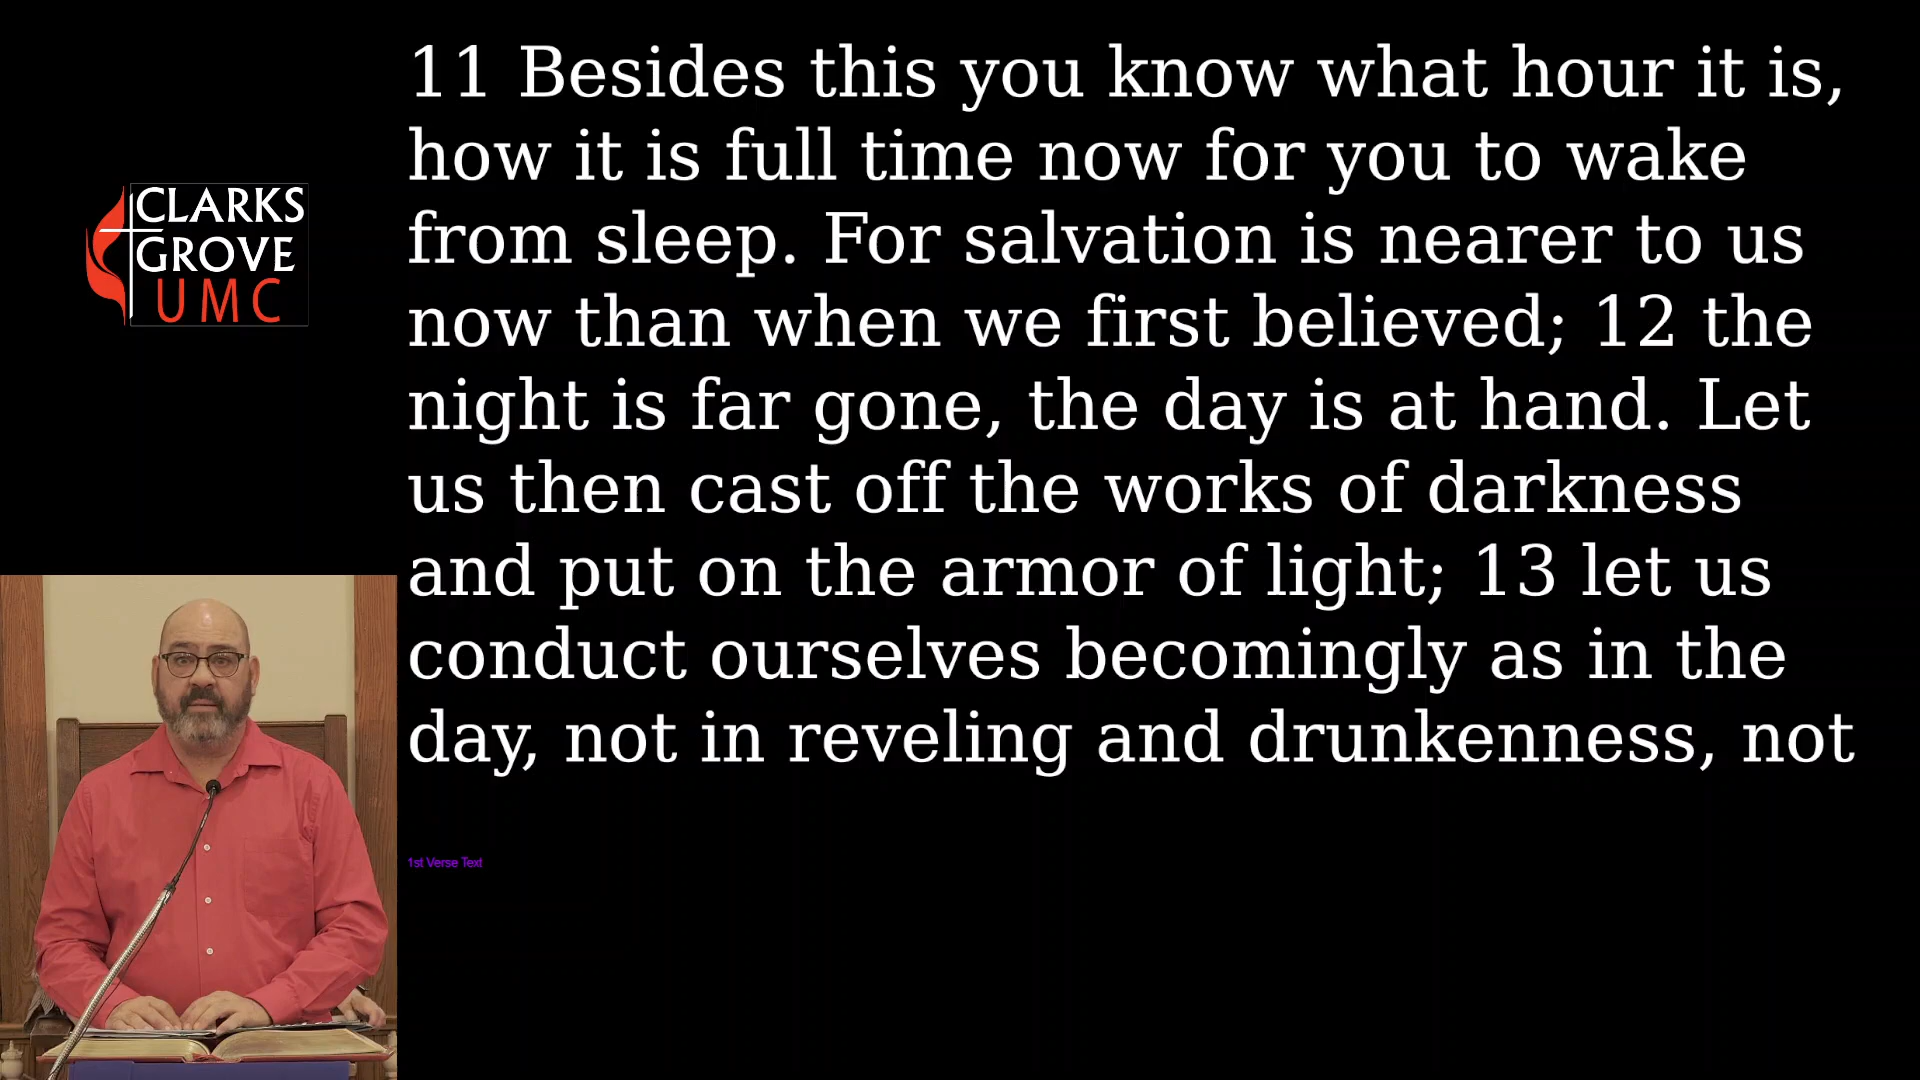 CLARKS
GROVE
UMC
11 Besides this you know what hour it is,
how it is full time now for you to wake
from sleep. For salvation is nearer to us
now than when we first believed; 12 the
night is far gone, the day is at hand. Let
us then cast off the works of darkness
and put on the armor of light; 13 let us
conduct ourselves becomingly as in the
day, not in reveling and drunkenness, not
1st Verse Text